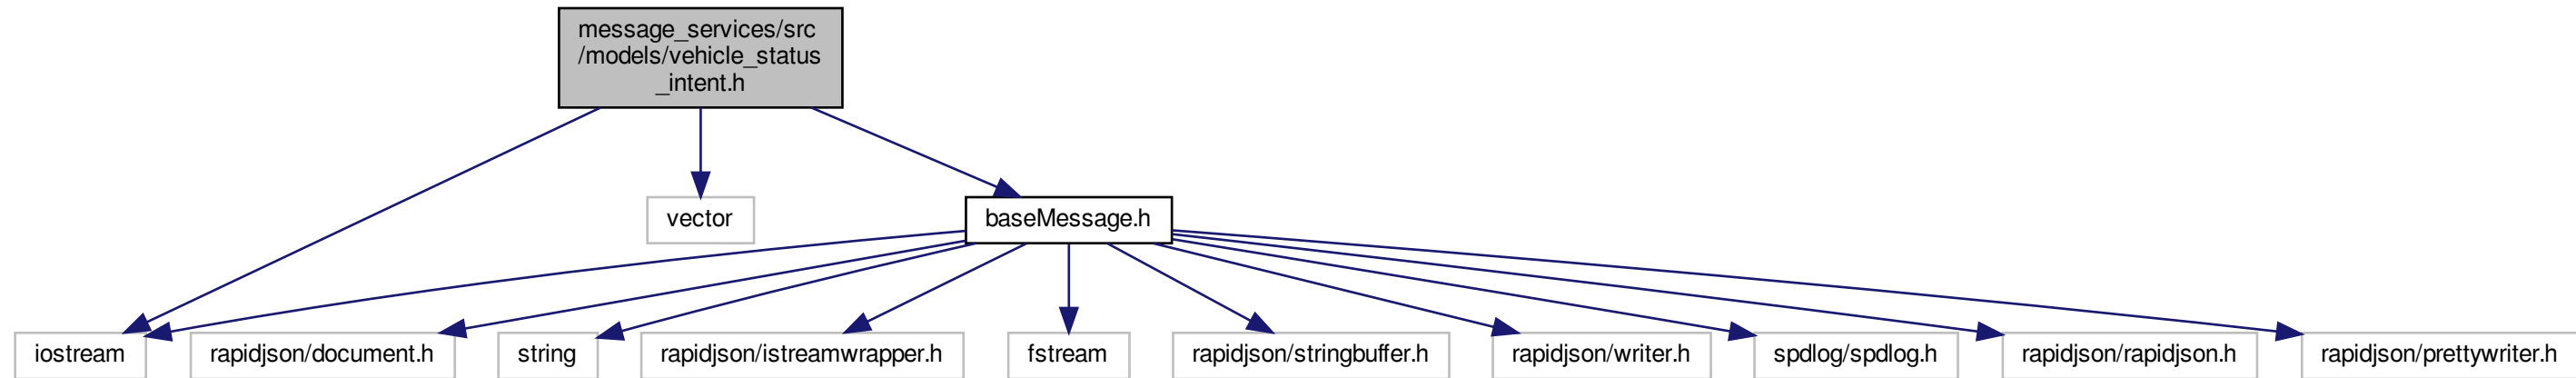 message_services/src
/models/vehicle_status
_intent.h
vector
baseMessage.h
iostream
rapidjson/document.h
string
rapidjson/istreamwrapper.h
fstream
rapidjson/stringbuffer.h
rapidjson/writer.h
spdlog/spdlog.h
rapidjson/rapidjson.h
rapidjson/prettywriter.h